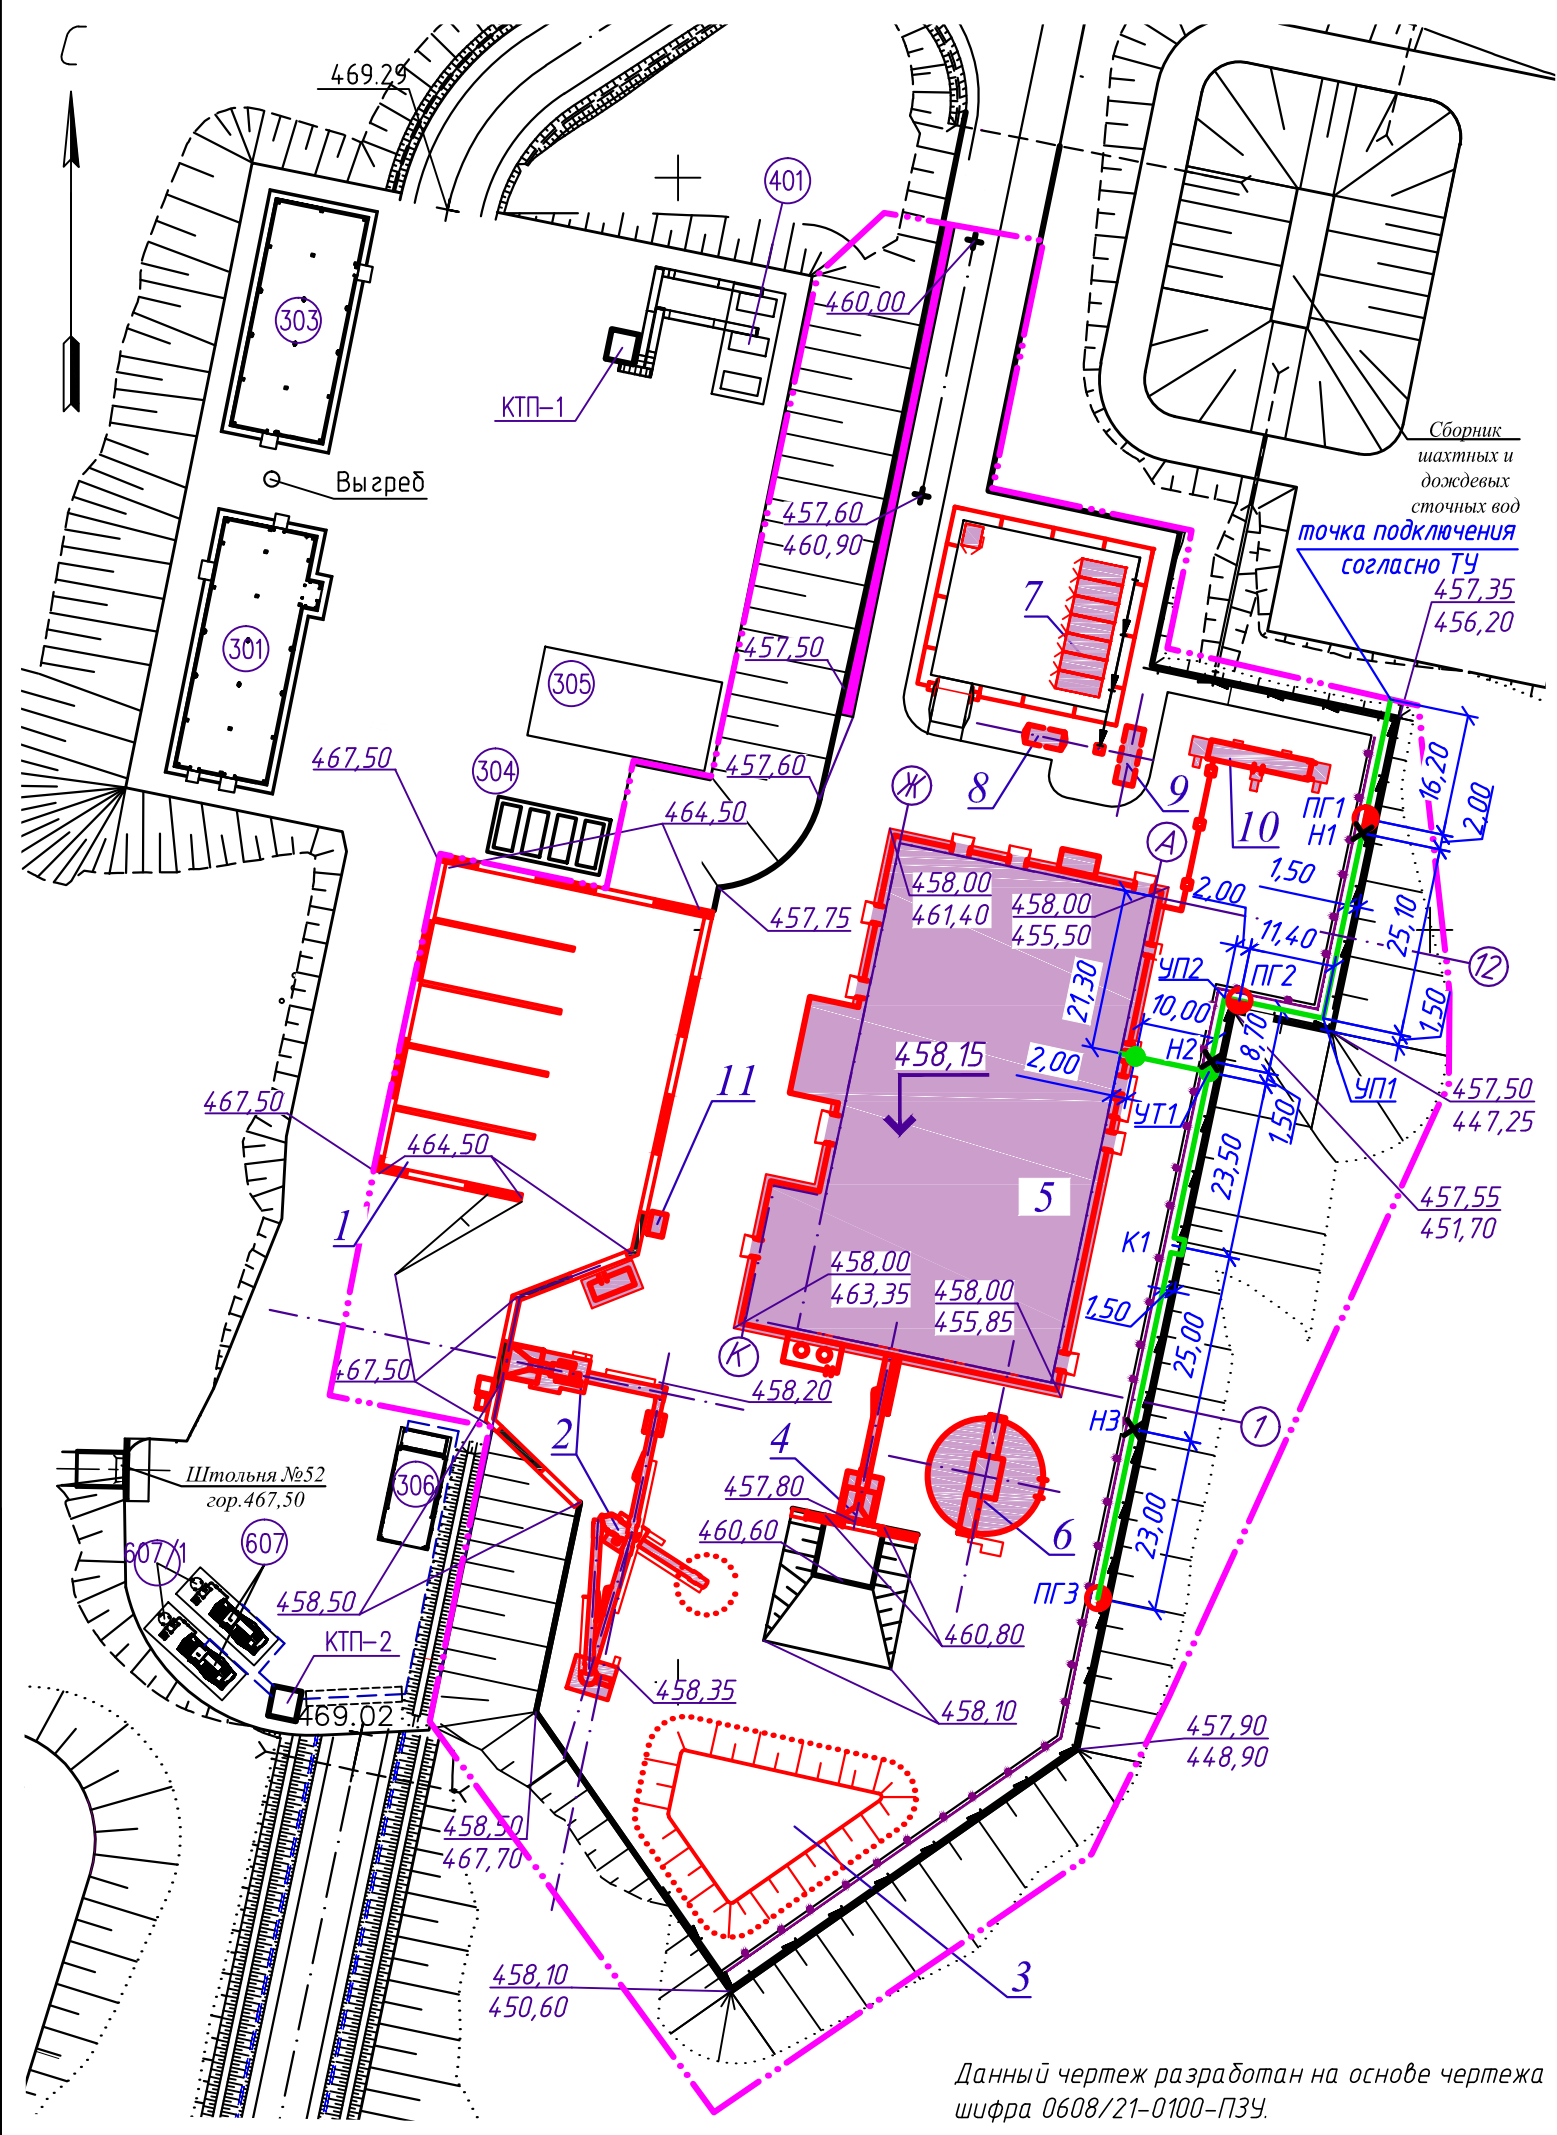 С
469.29
401
460,00
303
КТП-1
Сборник
шахтных и
дождевых
сточных вод
Выгреб
457,60
460,90
точка подключения
согласно ТУ
457,35
456,20
7
301
457,50
305
467,50
304
457,60
8
9
Ж
16,20
2,00
ПГ1
Н1
10
464,50
А
1,50
2,00
458,00
461,40
458,00
455,50
457,75
11,40
25,10
12
УП2
ПГ2
21,30
10,00
1,50
Н2
8,70
458,15
2,00
11
УП1
457,50
447,25
467,50
УТ1
1,50
464,50
23,50
5
457,55
451,70
1
К1
458,00
463,35
458,00
455,85
1,50
25,00
К
467,50
458,20
Н3
1
2
4
Штольня №52
гор.467,50
306
457,80
460,60
6
23,00
607/1
607
ПГ3
458,50
КТП-2
460,80
458,35
469.02
458,10
457,90
448,90
458,50
467,70
3
458,10
450,60
Данный чертеж разработан на основе чертежа
шифра 0608/21-0100-ПЗУ.